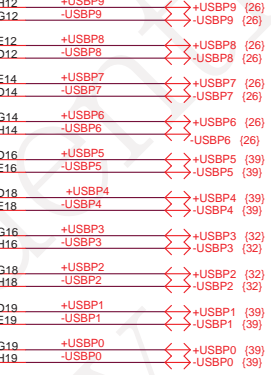 H12 +USBP9 +USBP9 {26}
G12 -USBP9 -USBP9 {26}
E12 +USBP8 +USBP8 {26}
D12 -USBP8 -USBP8 {26}
E14 +USBP7 +USBP7 {26}
D14 -USBP7 -USBP7 {26}
G14 +USBP6 +USBP6 {26}
H14 -USBP6
-USBP6 {26}
D16 +USBP5 +USBP5 {39}
E16 -USBP5 -USBP5 {39}
D18 +USBP4 +USBP4 {39}
E18 -USBP4 -USBP4 {39}
G16 +USBP3 +USBP3 {32}
H16 -USBP3 -USBP3 {32}
G18 +USBP2 +USBP2 {32}
H18 -USBP2 -USBP2 {32}
D19 +USBP1 +USBP1 {39}
E19 -USBP1 -USBP1 {39}
G19 +USBP0 +USBP0 {39}
H19 -USBP0 -USBP0 {39}